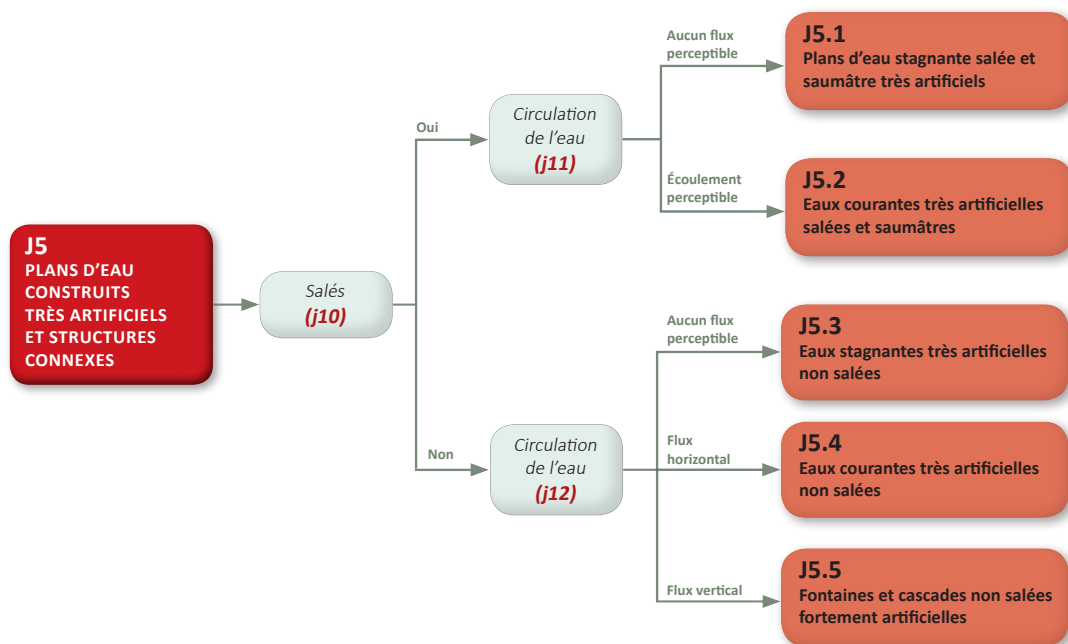 J5
PLANS D’EAU
CONSTRUITS
TRÈS ARTIFICIELS
ET STRUCTURES
CONNEXES
Salés
(j10)
Oui
Circulation
de l’eau
(j11)
Aucun flux
perceptible
J5.1
Plans d’eau stagnante salée et
saumâtre très artificiels
Écoulement
perceptible
J5.2
Eaux courantes très artificielles
salées et saumâtres
Non
Circulation
de l’eau
(j12)
Aucun flux
perceptible
J5.3
Eaux stagnantes très artificielles
non salées
Flux
horizontal
J5.4
Eaux courantes très artificielles
non salées
Flux vertical
J5.5
Fontaines et cascades non salées
fortement artificielles